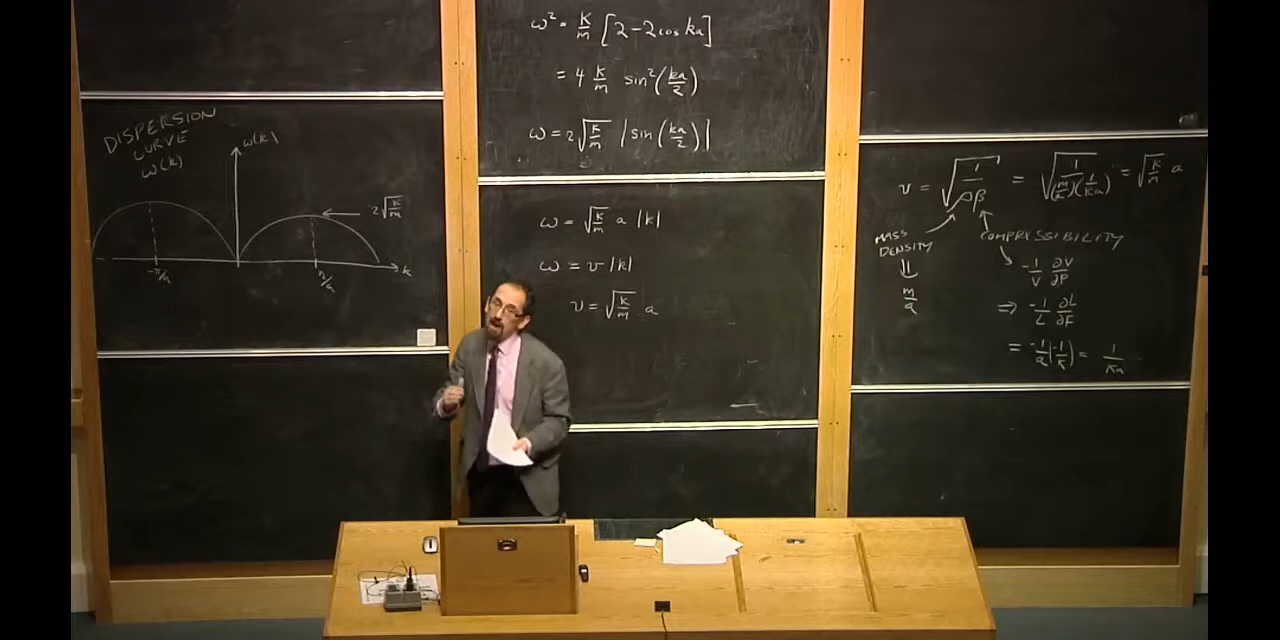 DISPERSION
CURVE
ω(k)
ω(k)
2√(K/m)
-π/a
π/a
k
ω² = K/m [2 - 2cos ka]
= 4 K/m sin²(ka/2)
ω = 2√(K/m) |sin(ka/2)|
ω = √(K/m) a |k|
ω = v|k|
v = √(K/m) a
v = √(1/ρβ) = √(1/(m/a)(1/Ka)) = √(K/m) a
MASS
DENSITY
m/a
COMPRESSIBILITY
-1/V ∂V/∂P
⇒ -1/L ∂L/∂F
= -1/a (-1/K) = 1/Ka